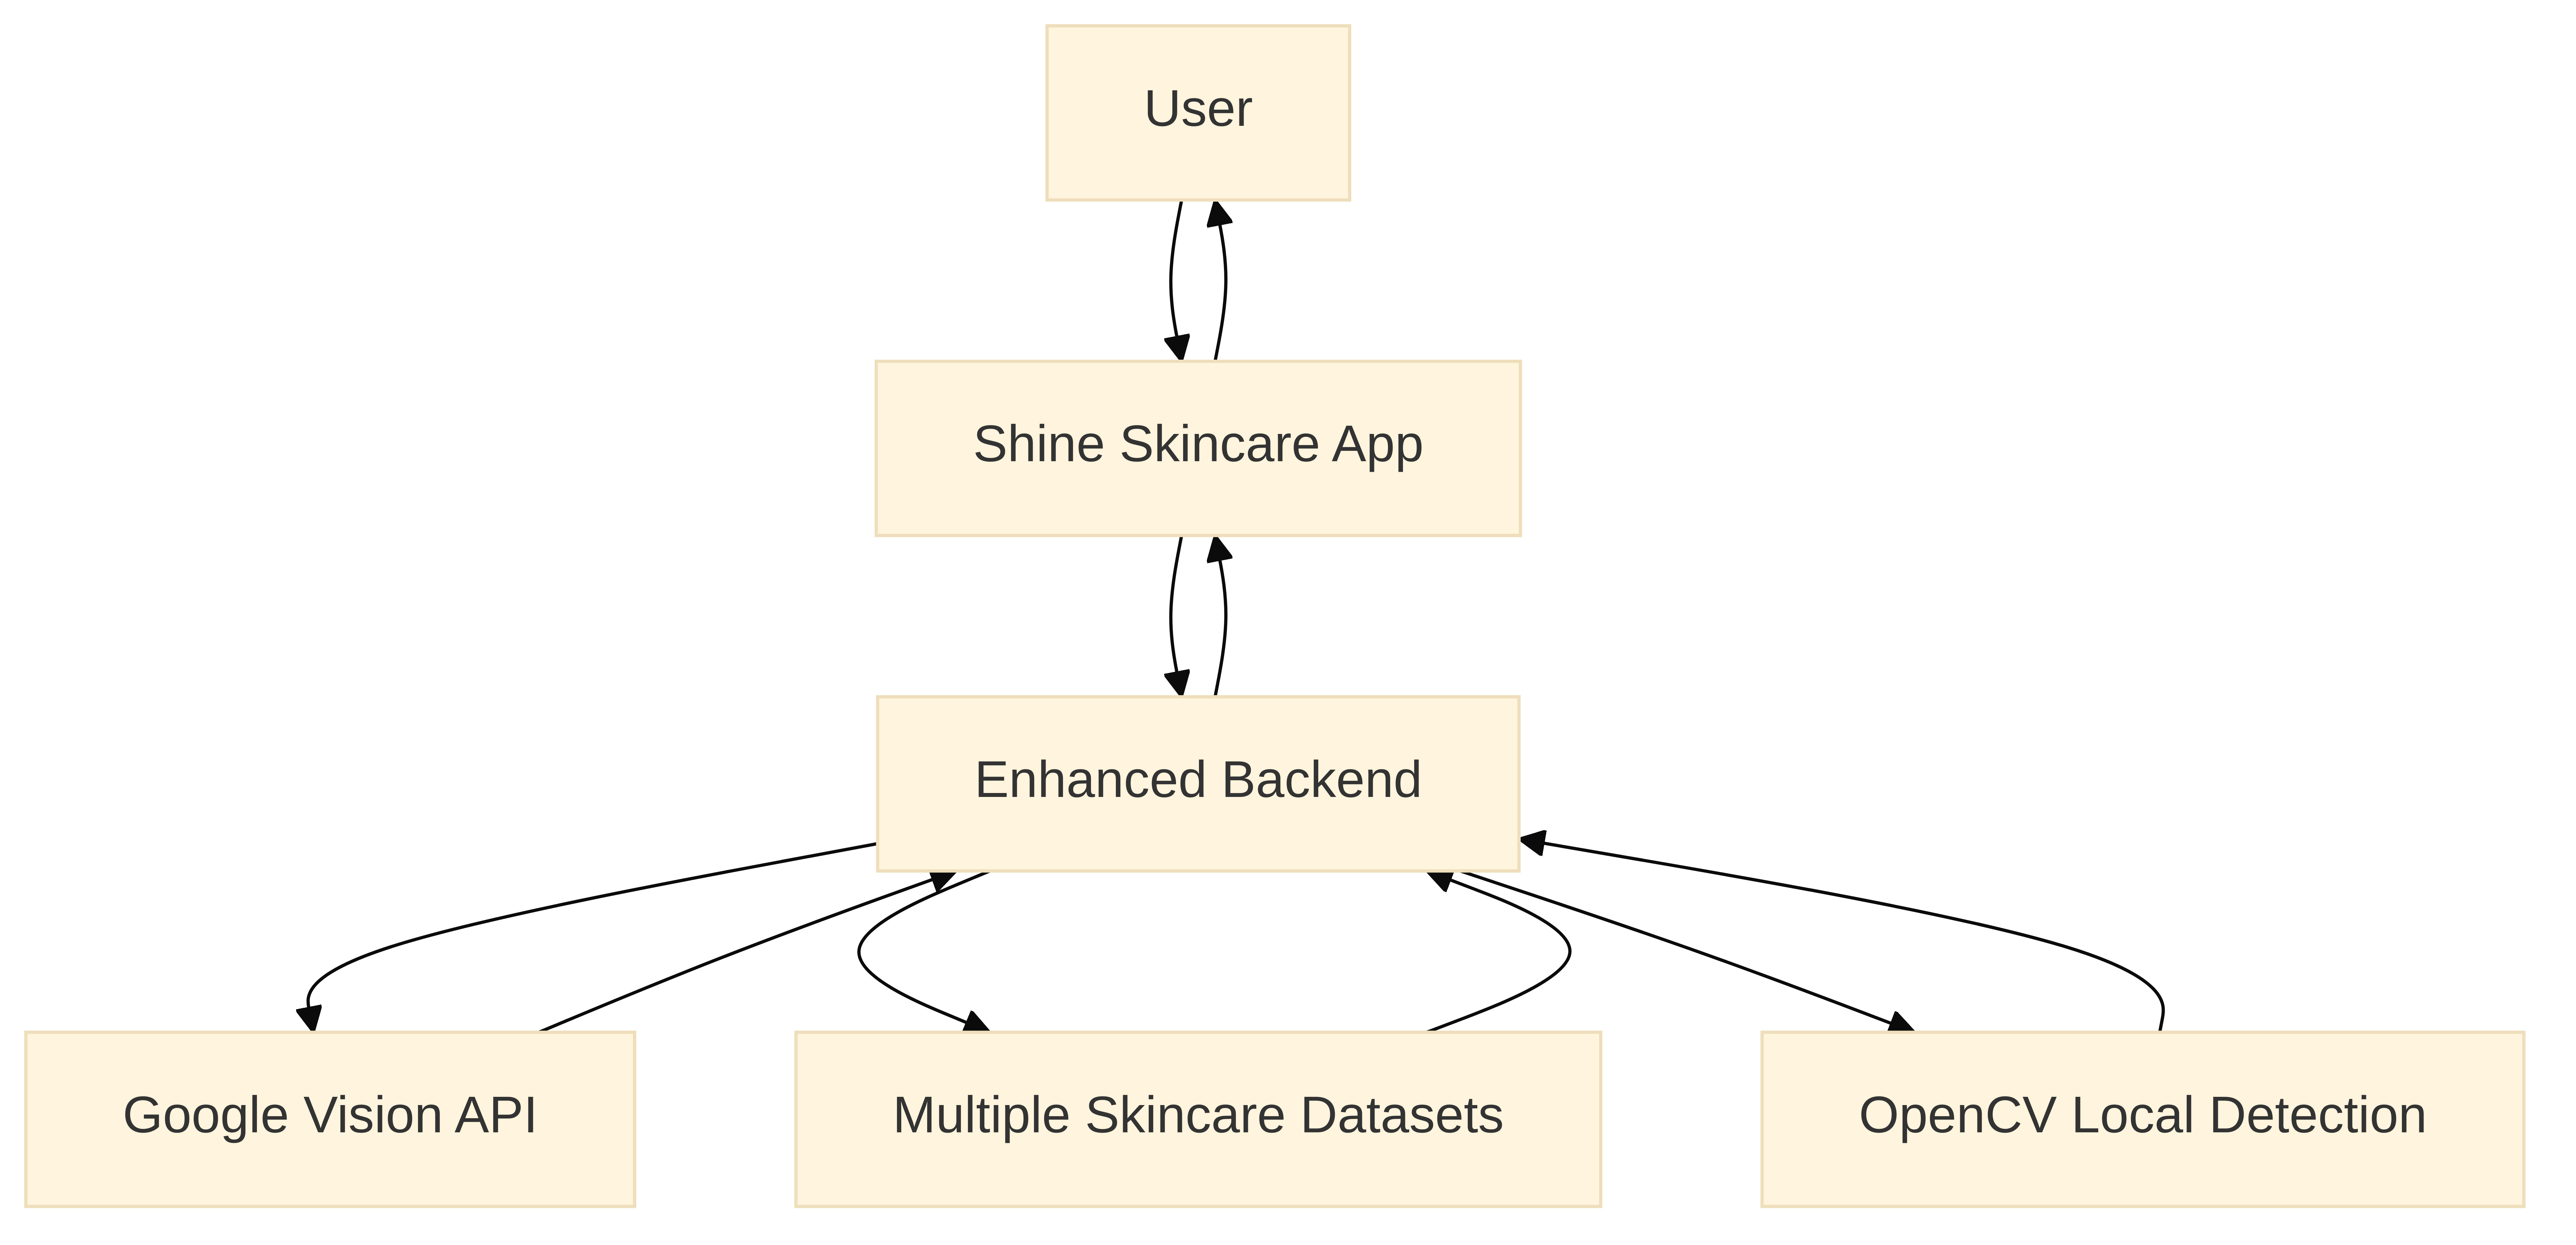 User
Shine Skincare App
Enhanced Backend
Google Vision API
Multiple Skincare Datasets
OpenCV Local Detection